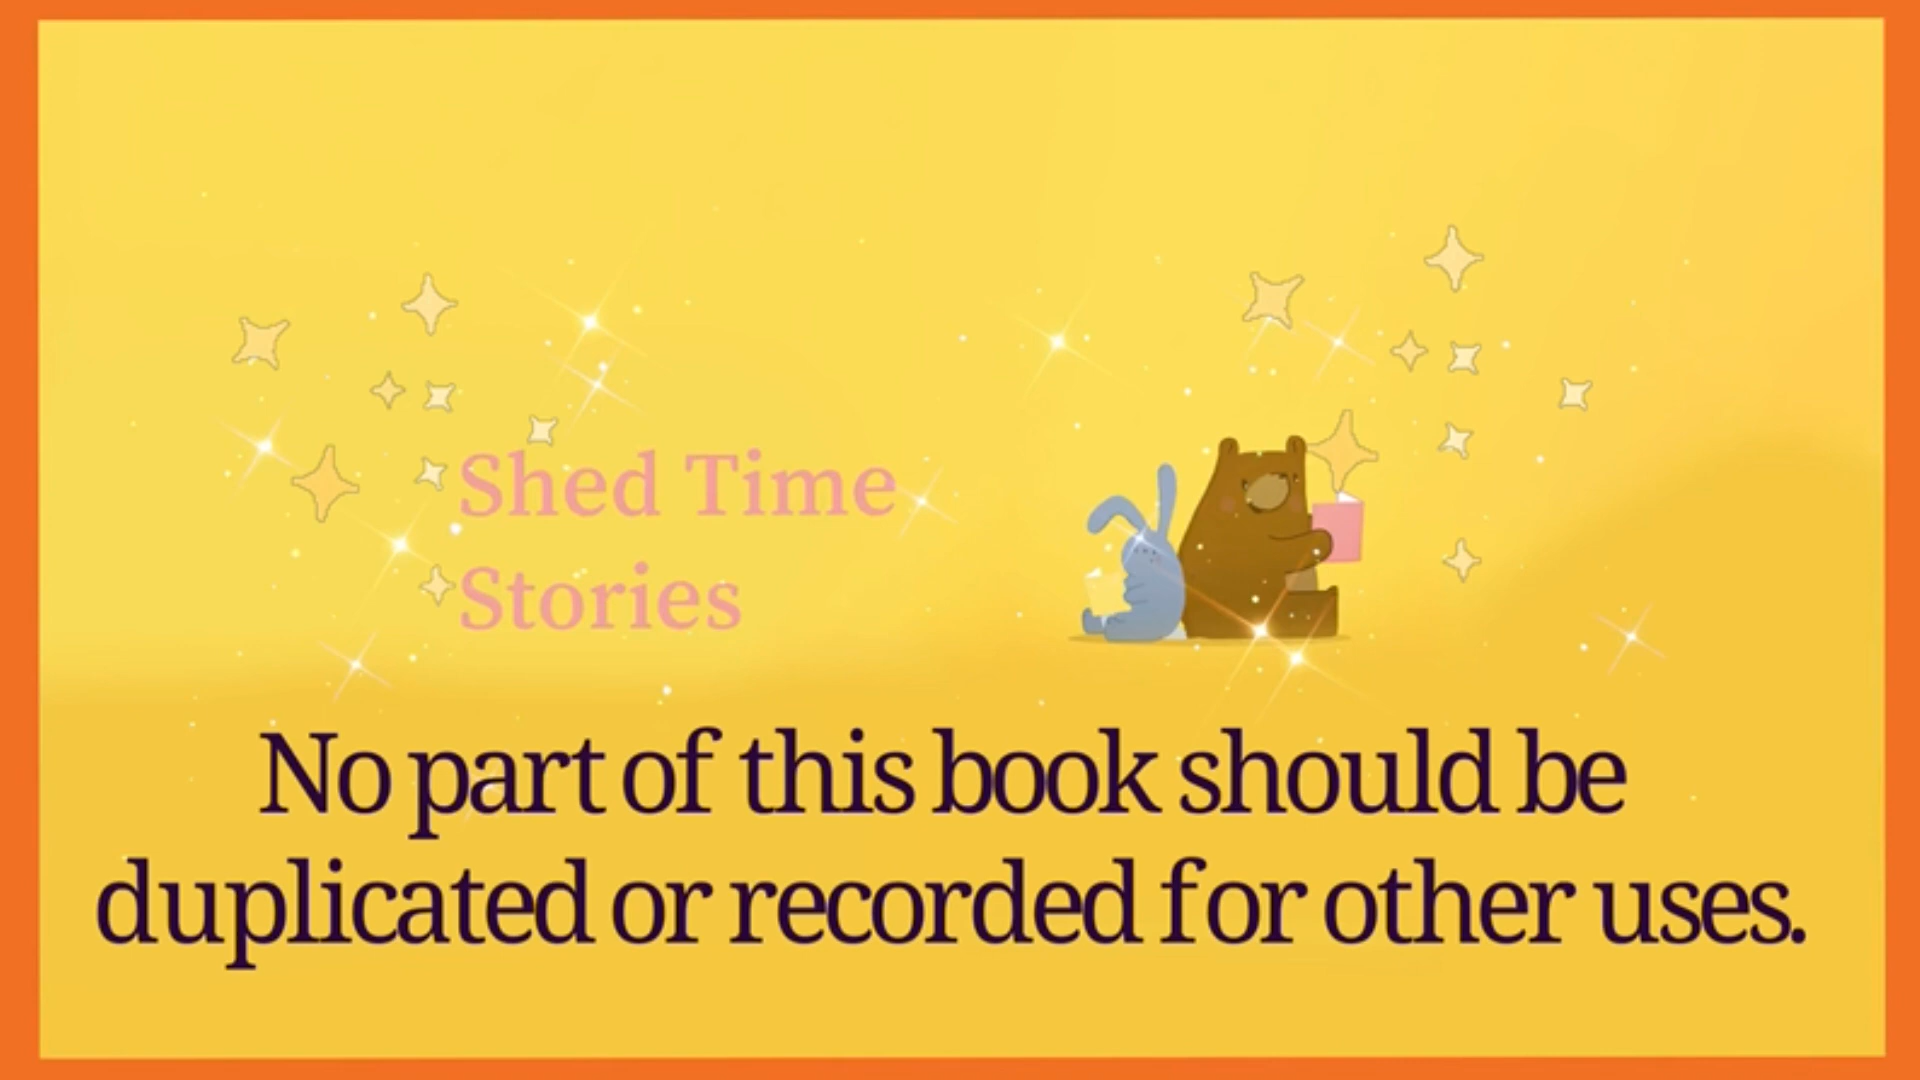 Shed Time
Stories
No part of this book should be
duplicated or recorded for other uses.